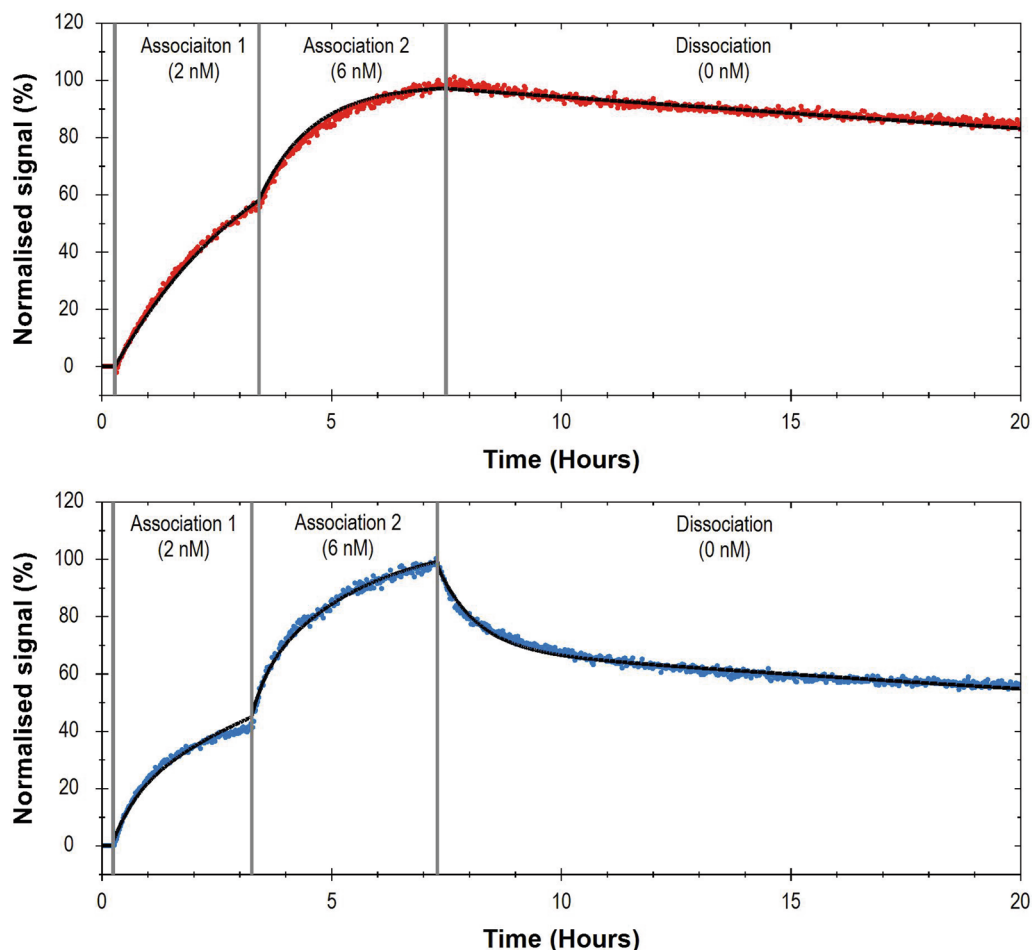 120
Associaiton 1
Association 2
Dissociation
(2 nM)
(6 nM)
(0 nM)
100
80
60
40
20
0
Normalised signal (%)
0
5
10
15
20
Time (Hours)
120
Association 1
Association 2
Dissociation
(2 nM)
(6 nM)
(0 nM)
100
80
60
40
20
0
Normalised signal (%)
0
5
10
15
20
Time (Hours)